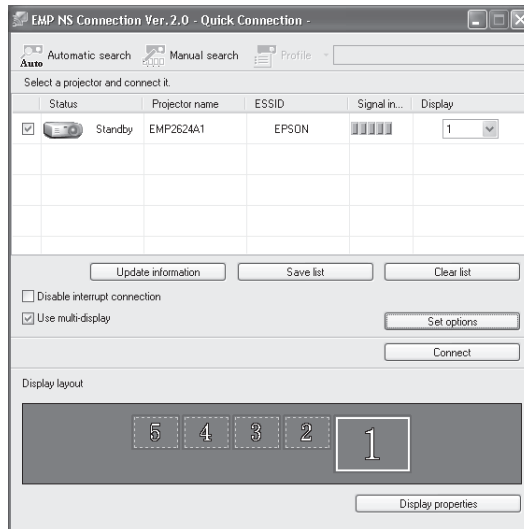 EMP NS Connection Ver.2.0 - Quick Connection -
Auto Automatic search Manual search Profile
Select a projector and connect it.
Status Projector name ESSID Signal in... Display
Standby EMP2624A1 EPSON 1
Update information Save list Clear list
Disable interrupt connection
Use multi-display
Set options
Connect
Display layout
5 4 3 2 1
Display properties